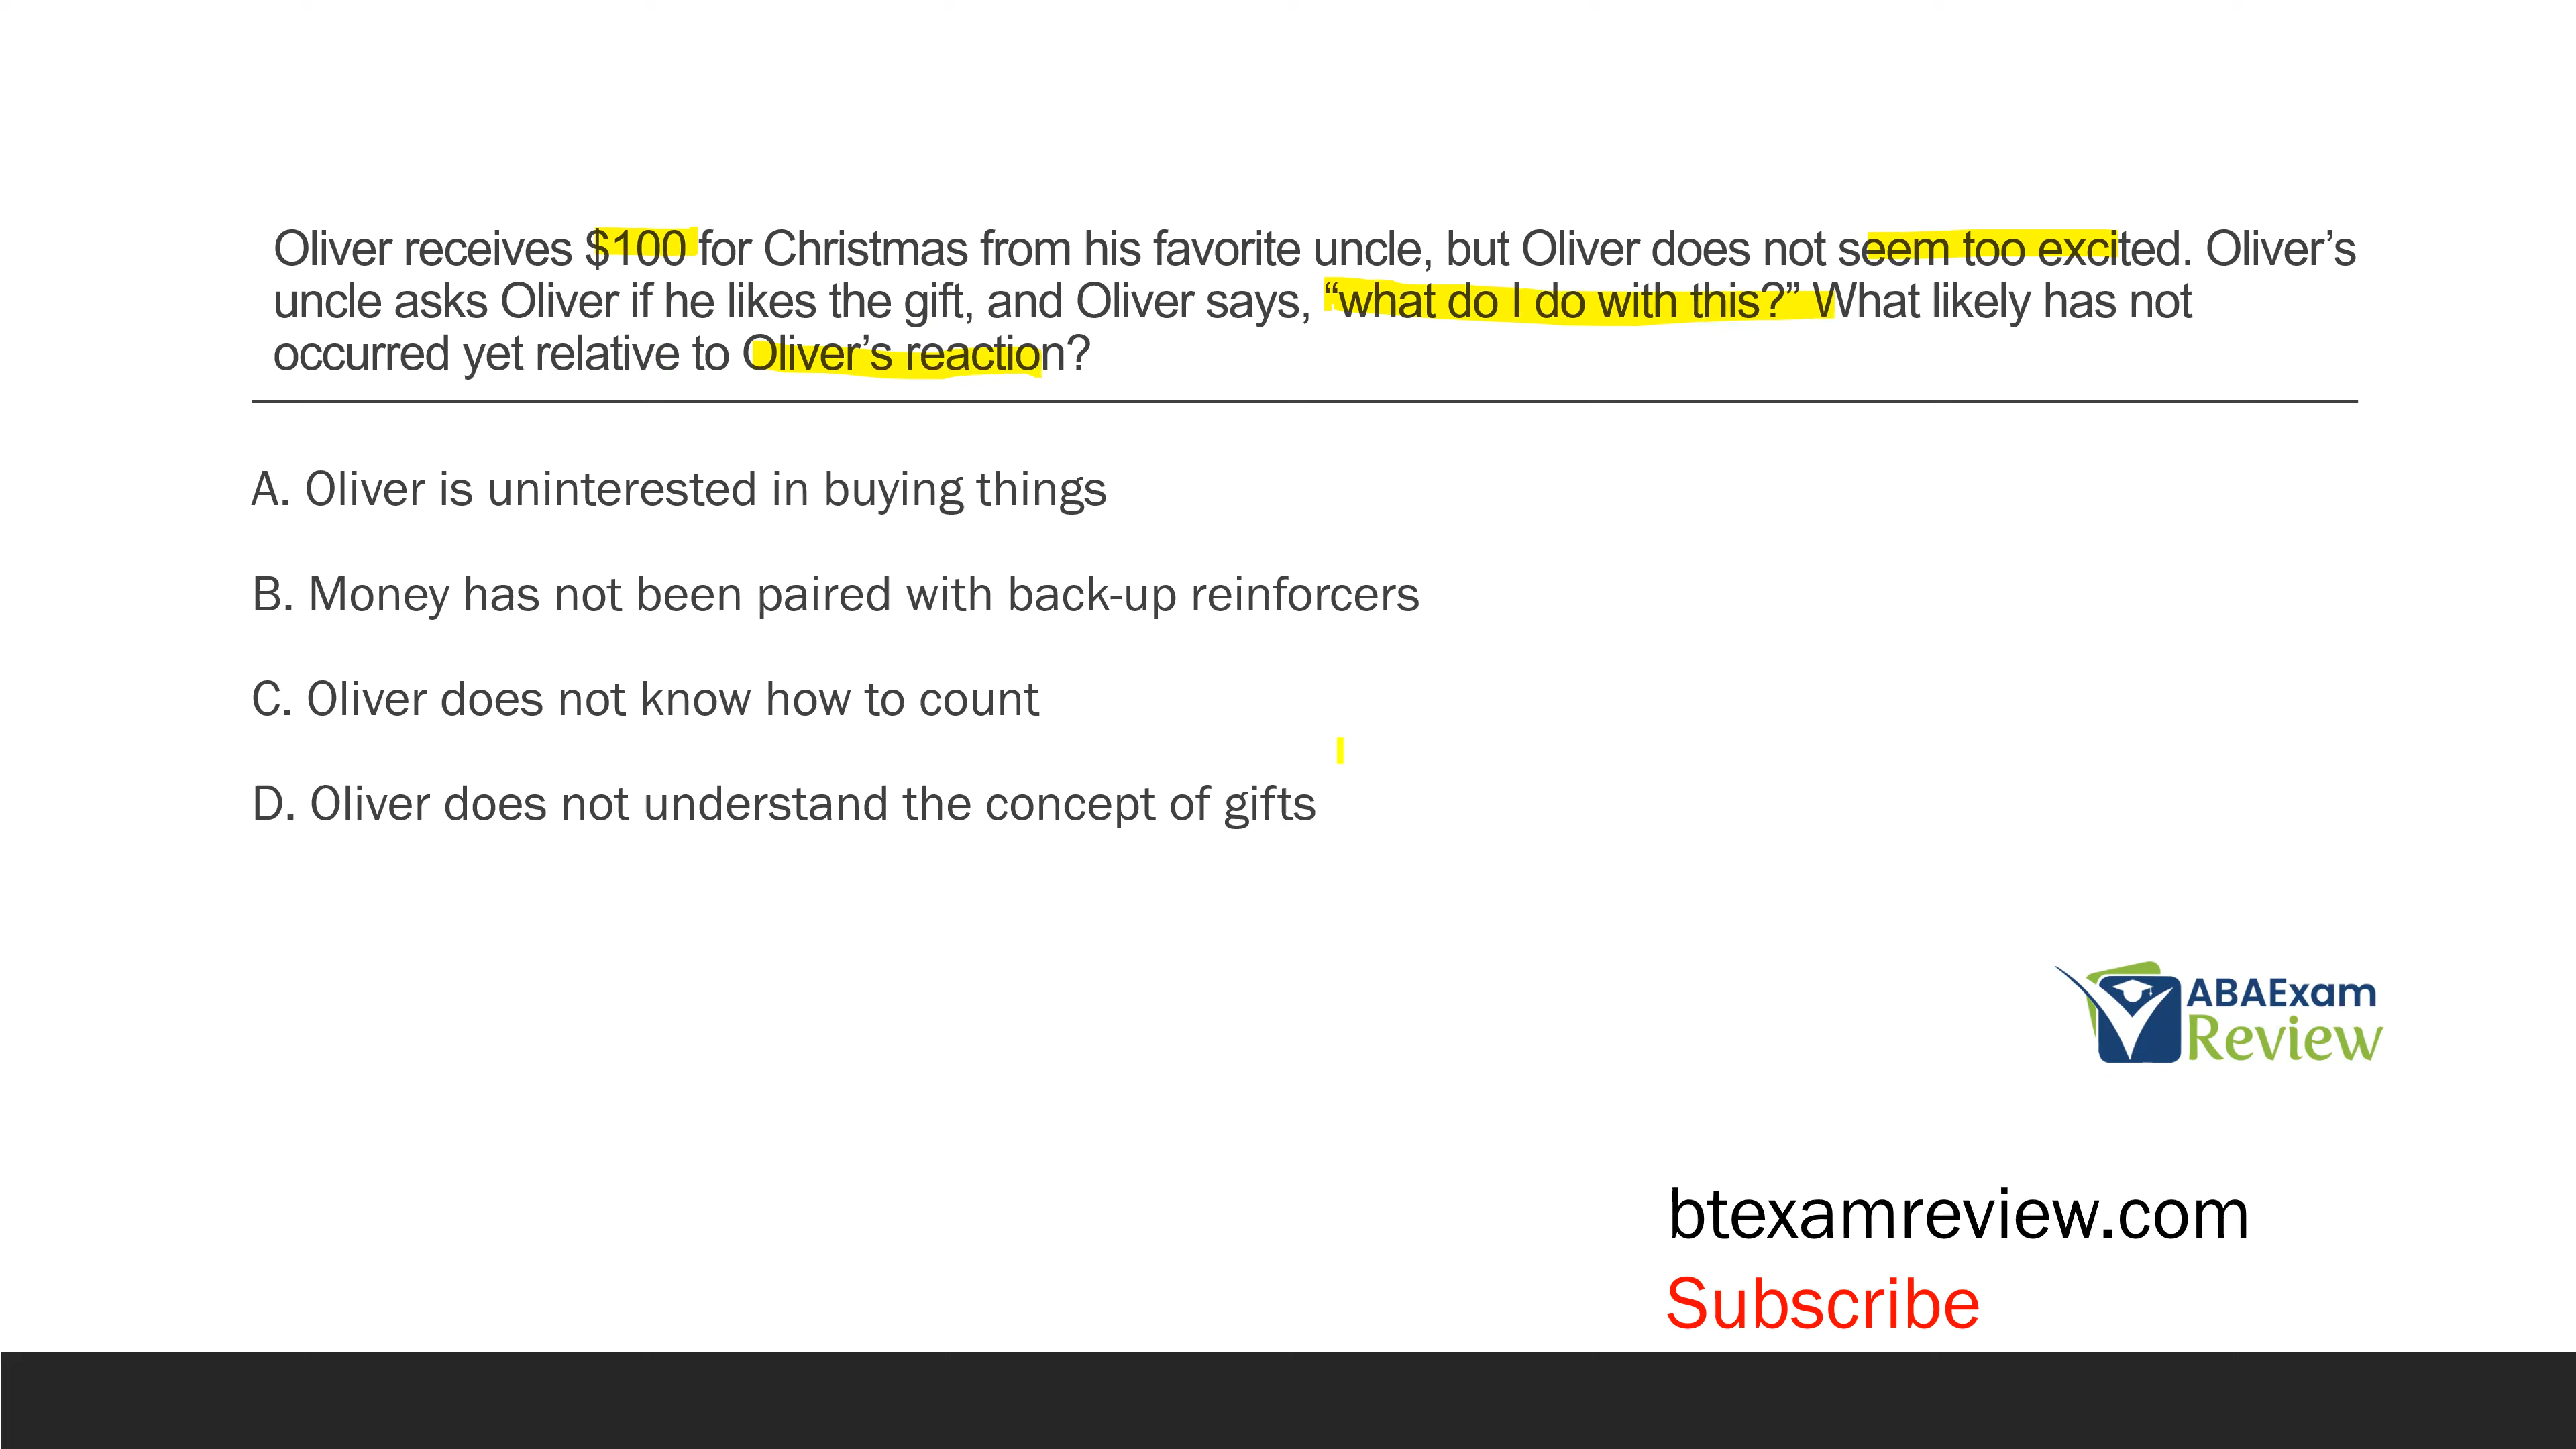 Oliver receives $100 for Christmas from his favorite uncle, but Oliver does not seem too excited. Oliver’s
uncle asks Oliver if he likes the gift, and Oliver says, “what do I do with this?” What likely has not
occurred yet relative to Oliver’s reaction?
A. Oliver is uninterested in buying things
B. Money has not been paired with back-up reinforcers
C. Oliver does not know how to count
D. Oliver does not understand the concept of gifts
ABAExam
Review
btexamreview.com
Subscribe